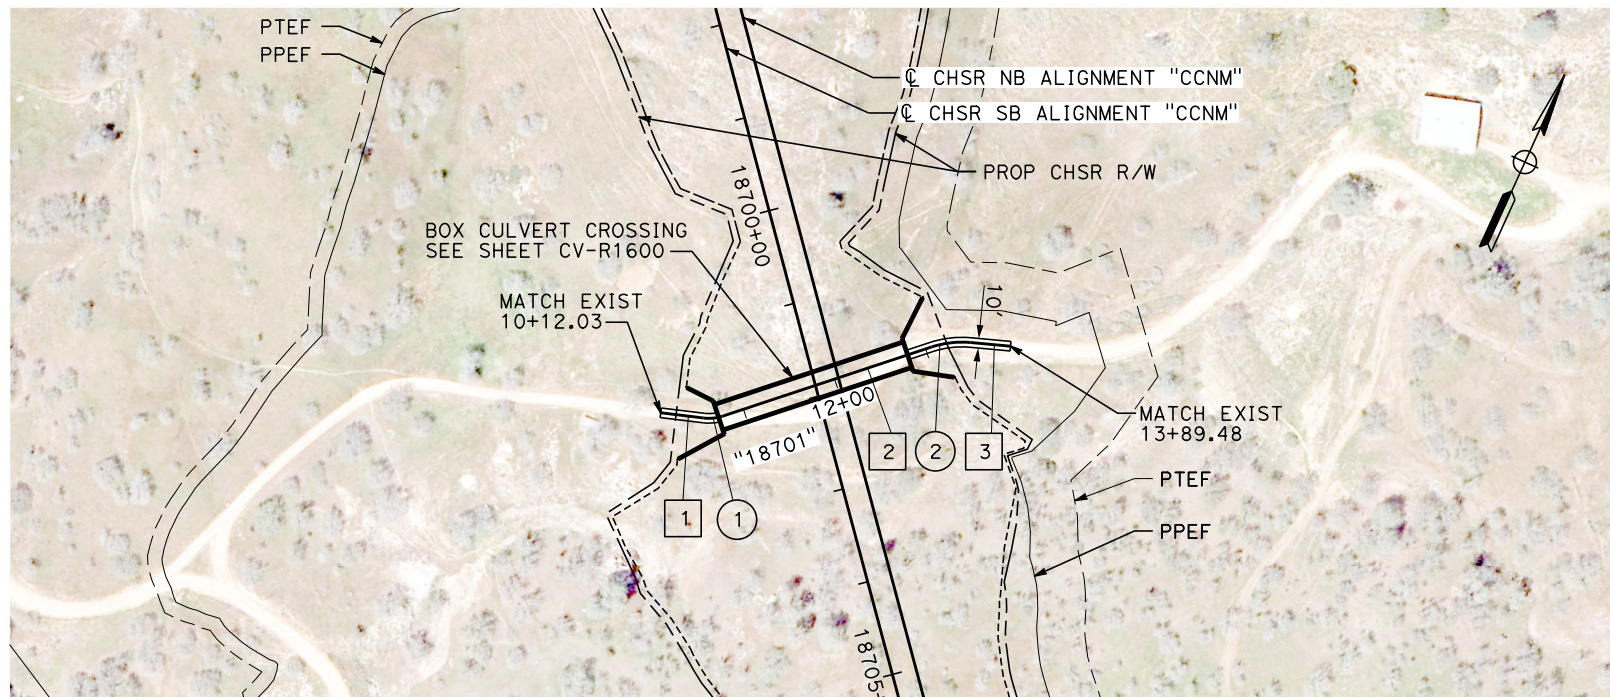 PTEF
PPEF
℄ CHSR NB ALIGNMENT "CCNM"
℄ CHSR SB ALIGNMENT "CCNM"
PROP CHSR R/W
18700+00
BOX CULVERT CROSSING
SEE SHEET CV-R1600
MATCH EXIST
10+12.03
10'
12+00
"18701"
MATCH EXIST
13+89.48
2
2
3
1
1
PTEF
PPEF
18705